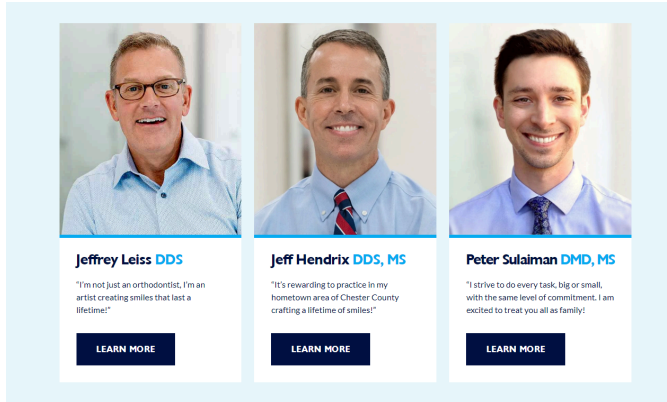 Jeffrey Leiss DDS
“I’m not just an orthodontist, I’m an
artist creating smiles that last a
lifetime!”
LEARN MORE
Jeff Hendrix DDS, MS
“It’s rewarding to practice in my
hometown area of Chester County
crafting a lifetime of smiles!”
LEARN MORE
Peter Sulaiman DMD, MS
“I strive to do every task, big or small,
with the same level of commitment. I am
excited to treat you all as family!
LEARN MORE